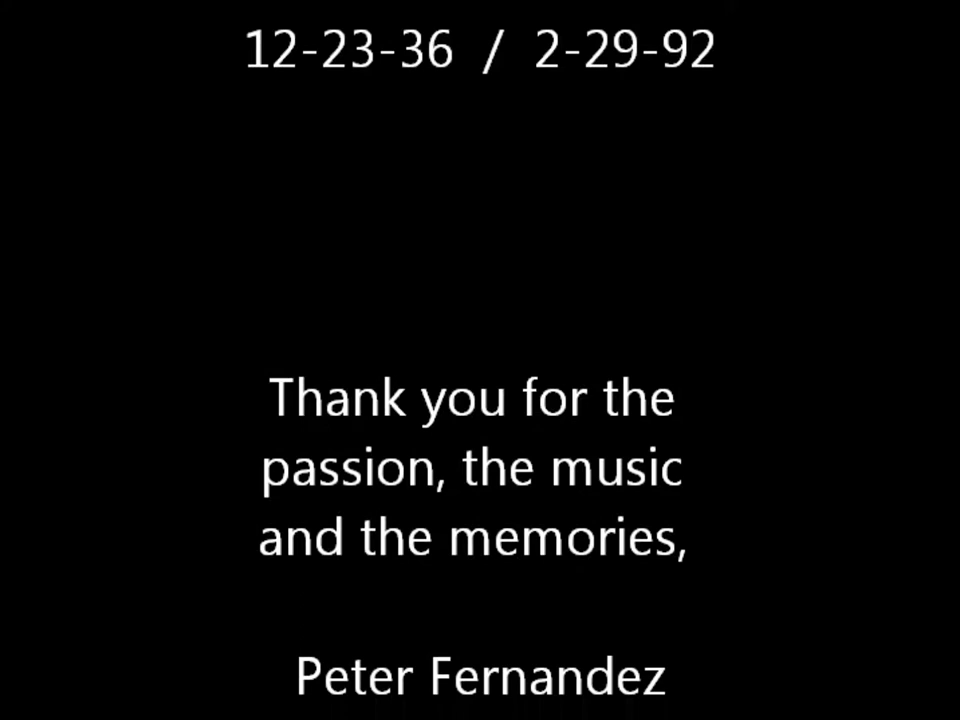 12-23-36 / 2-29-92
Thank you for the
passion, the music
and the memories,
Peter Fernandez